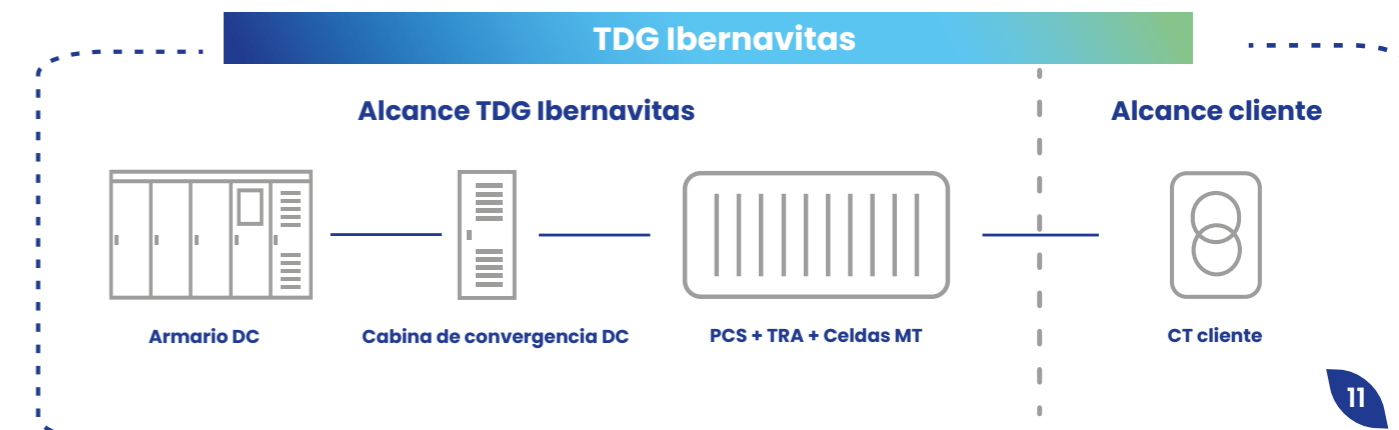 TDG Ibernavitas
Alcance TDG Ibernavitas
Alcance cliente
Armario DC
Cabina de convergencia DC
PCS + TRA + Celdas MT
CT cliente
11